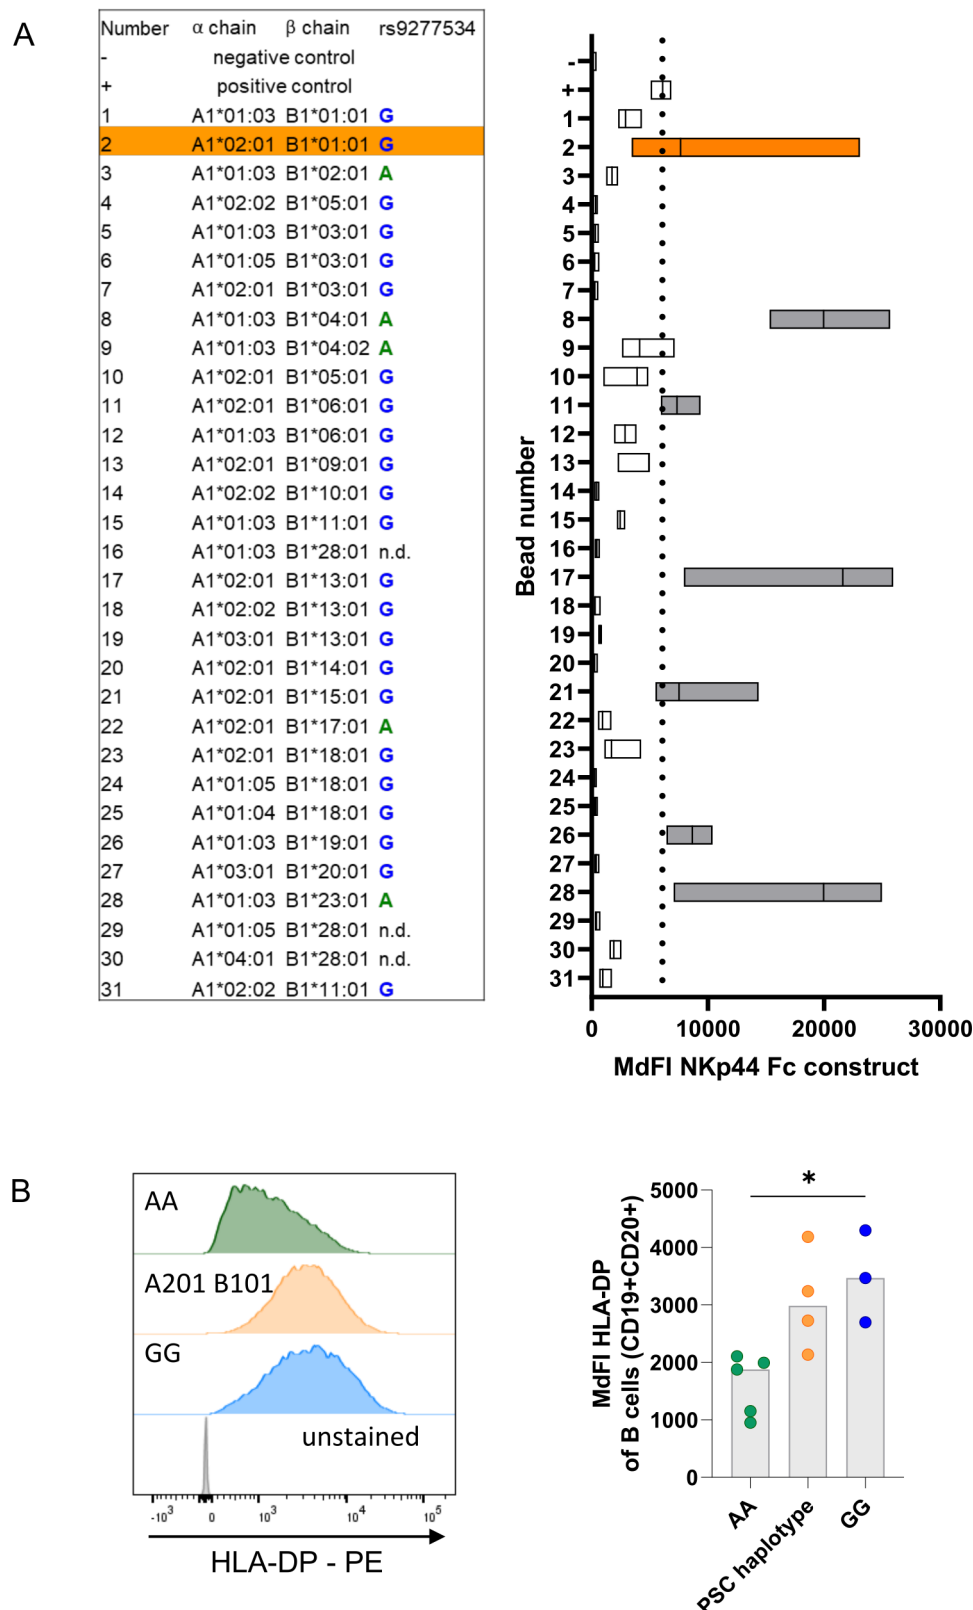 A
Number α chain β chain rs9277534
- negative control
+ positive control
1 A1*01:03 B1*01:01 G
2 A1*02:01 B1*01:01 G
3 A1*01:03 B1*02:01 A
4 A1*02:02 B1*05:01 G
5 A1*01:03 B1*03:01 G
6 A1*01:05 B1*03:01 G
7 A1*02:01 B1*03:01 G
8 A1*01:03 B1*04:01 A
9 A1*01:03 B1*04:02 A
10 A1*02:01 B1*05:01 G
11 A1*02:01 B1*06:01 G
12 A1*01:03 B1*06:01 G
13 A1*02:01 B1*09:01 G
14 A1*02:02 B1*10:01 G
15 A1*01:03 B1*11:01 G
16 A1*01:03 B1*28:01 n.d.
17 A1*02:01 B1*13:01 G
18 A1*02:02 B1*13:01 G
19 A1*03:01 B1*13:01 G
20 A1*02:01 B1*14:01 G
21 A1*02:01 B1*15:01 G
22 A1*02:01 B1*17:01 A
23 A1*02:01 B1*18:01 G
24 A1*01:05 B1*18:01 G
25 A1*01:04 B1*18:01 G
26 A1*01:03 B1*19:01 G
27 A1*03:01 B1*20:01 G
28 A1*01:03 B1*23:01 A
29 A1*01:05 B1*28:01 n.d.
30 A1*04:01 B1*28:01 n.d.
31 A1*02:02 B1*11:01 G
Bead number
-
+
1
2
3
4
5
6
7
8
9
10
11
12
13
14
15
16
17
18
19
20
21
22
23
24
25
26
27
28
29
30
31
0 10000 20000 30000
MdFI NKp44 Fc construct
B
AA
A201 B101
GG
unstained
-10³ 0 10³ 10⁴ 10⁵
HLA-DP - PE
MdFI HLA-DP
of B cells (CD19+CD20+)
5000
4000
3000
2000
1000
0
*
AA
PSC haplotype
GG